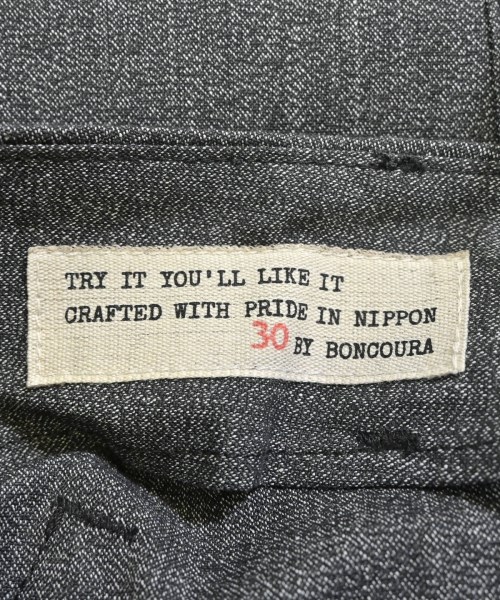 TRY IT YOU'LL LIKE IT
CRAFTED WITH PRIDE IN NIPPON
30 BY BONCOURA